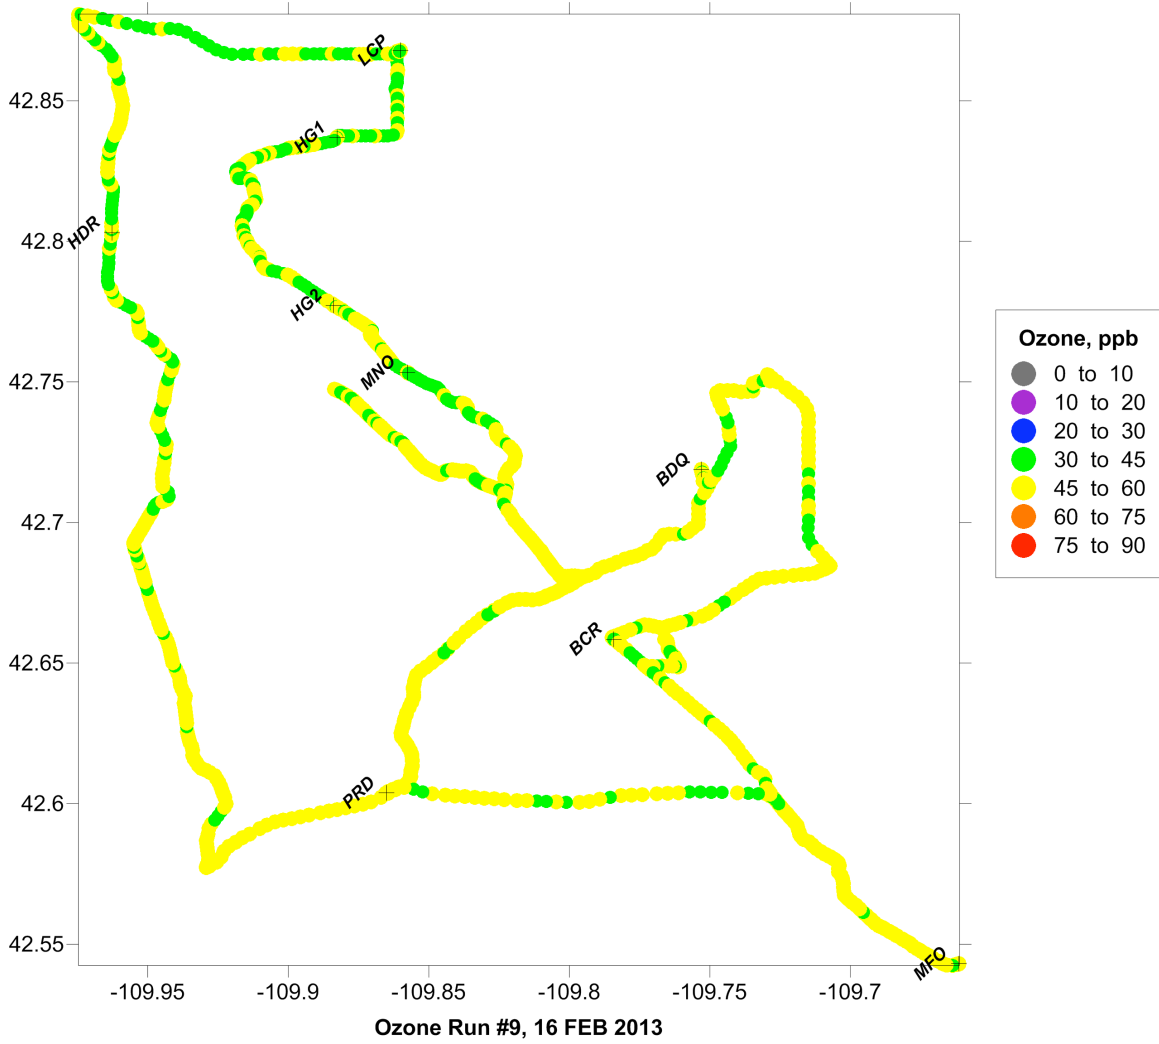 LCP
42.85
HG1
HDR
42.8
HG2
Ozone, ppb
0 to 10
10 to 20
20 to 30
30 to 45
45 to 60
60 to 75
75 to 90
MNO
42.75
BDQ
42.7
BCR
42.65
PRD
42.6
42.55
MFO
-109.95 -109.9 -109.85 -109.8 -109.75 -109.7
Ozone Run #9, 16 FEB 2013